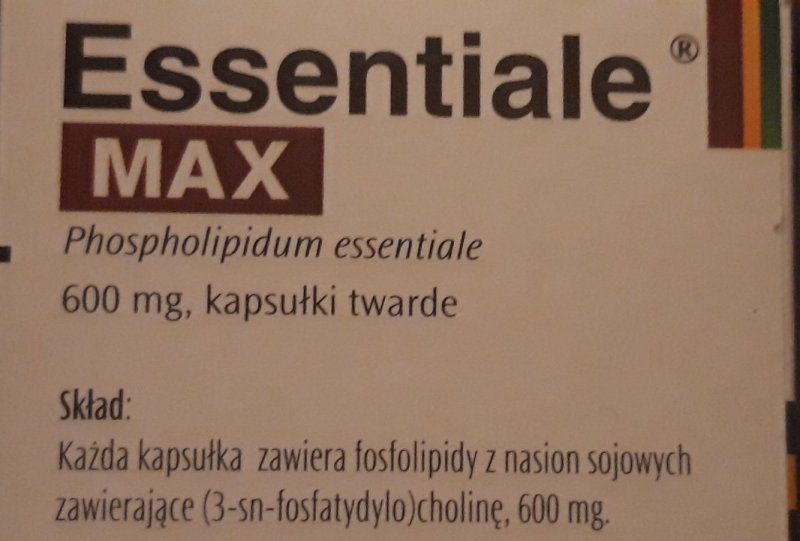 Essentiale ®
MAX
Phospholipidum essentiale
600 mg, kapsułki twarde
Skład:
Każda kapsułka zawiera fosfolipidy z nasion sojowych
zawierające (3-sn-fosfatydylo)cholinę, 600 mg.